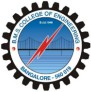 B.M.S. COLLEGE OF ENGINEERING
BANGALORE - 560 019